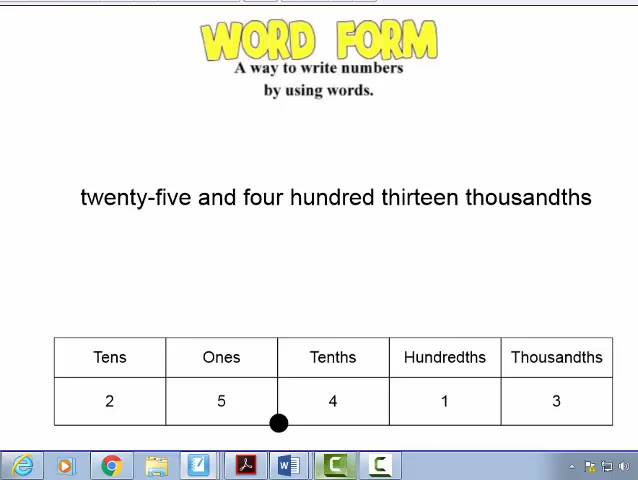 WORD FORM
A way to write numbers
by using words.
twenty-five and four hundred thirteen thousandths
Tens Ones Tenths Hundredths Thousandths
2 5 4 1 3